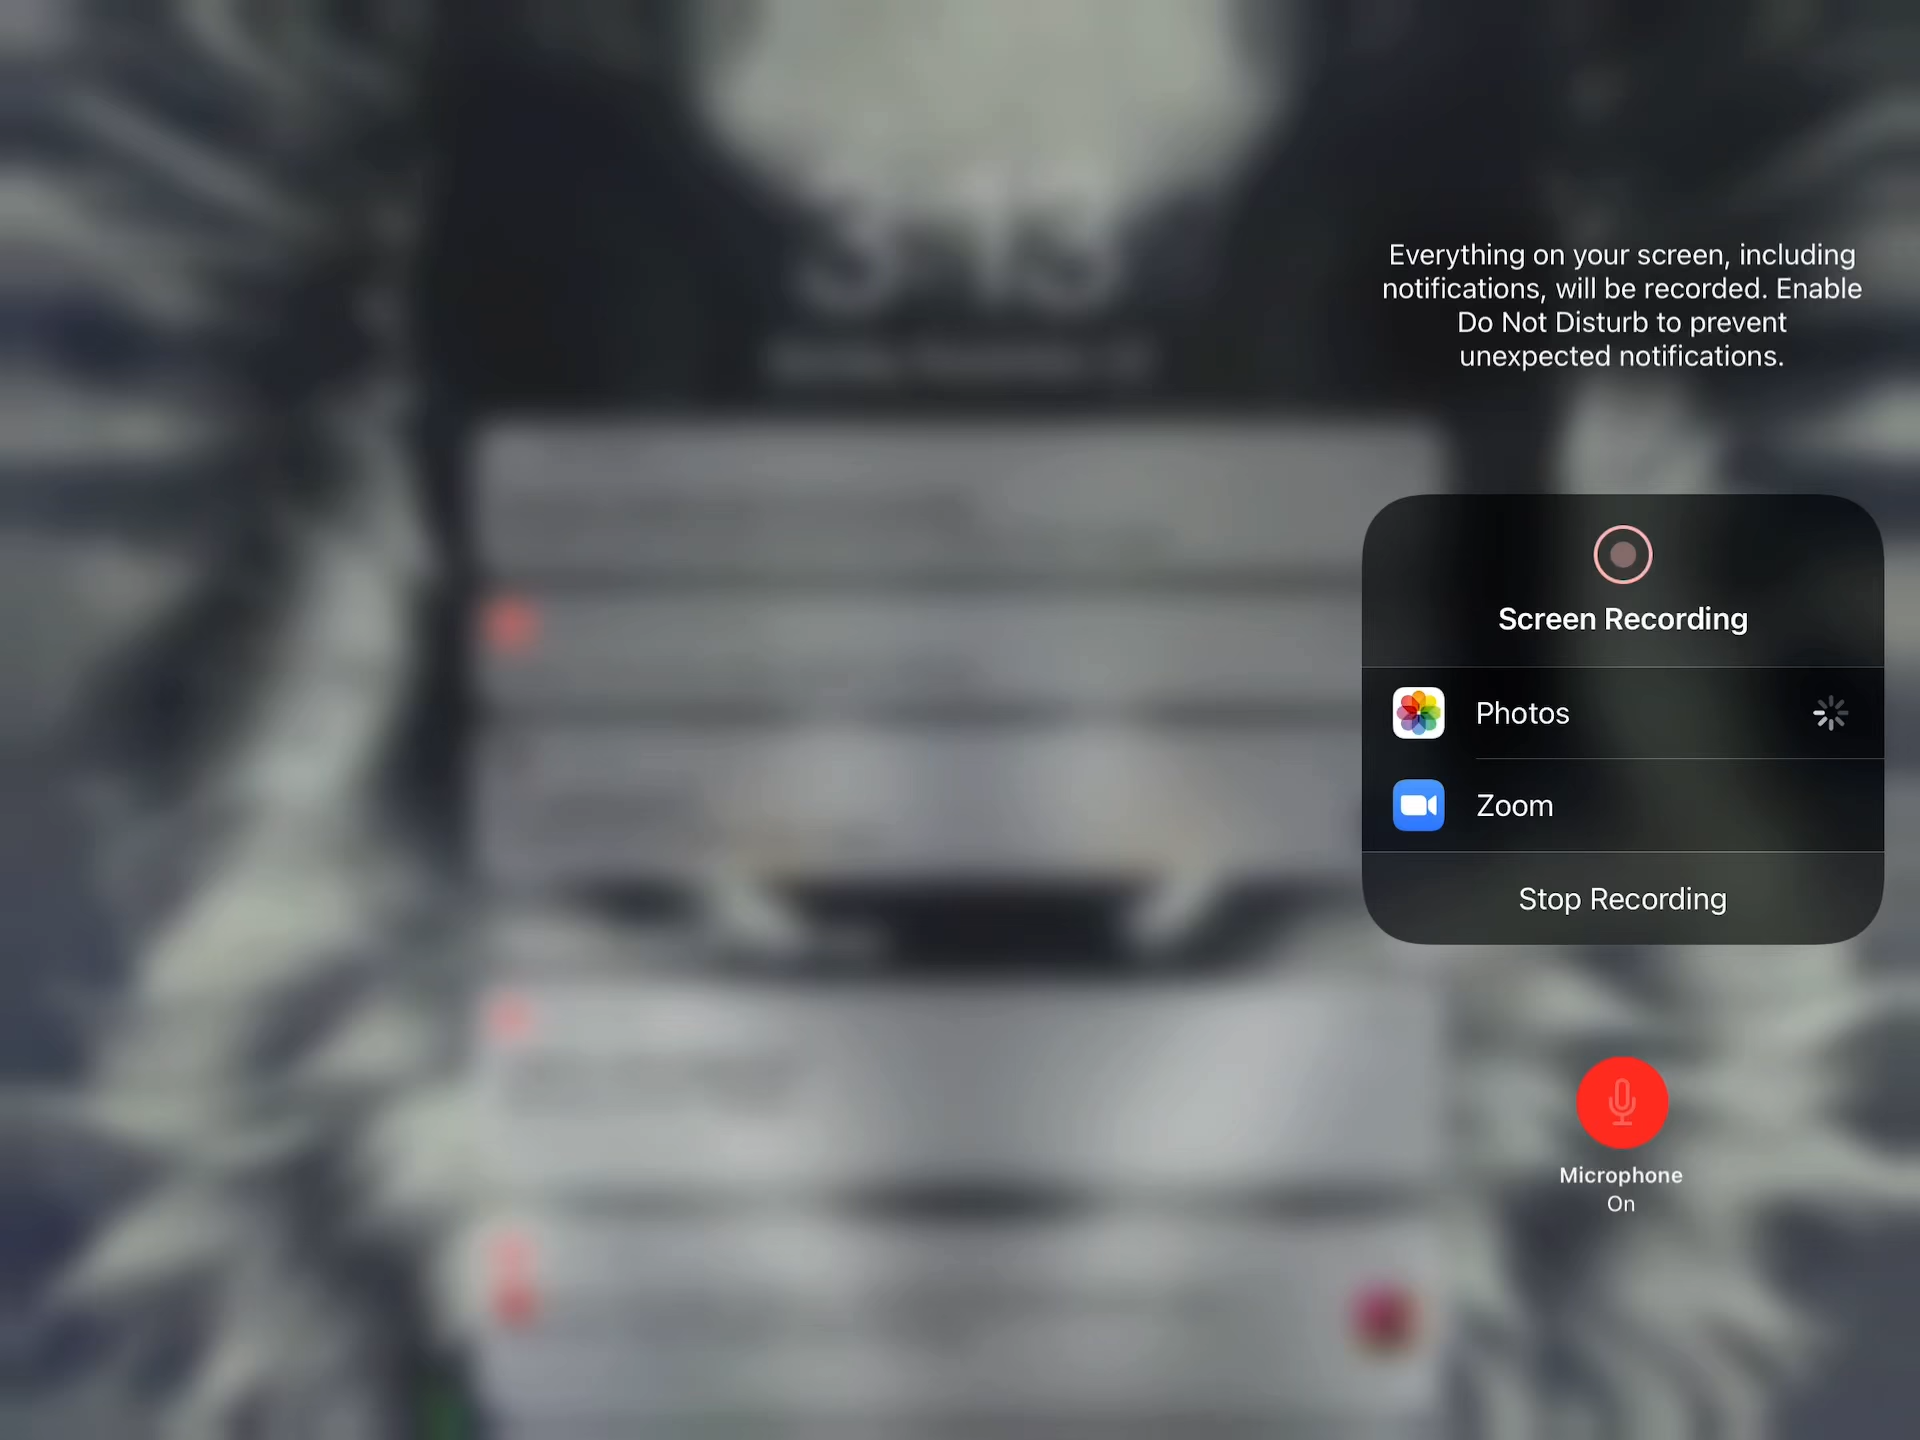 Everything on your screen, including
notifications, will be recorded. Enable
Do Not Disturb to prevent
unexpected notifications.
Screen Recording
Photos
Zoom
Stop Recording
Microphone
On